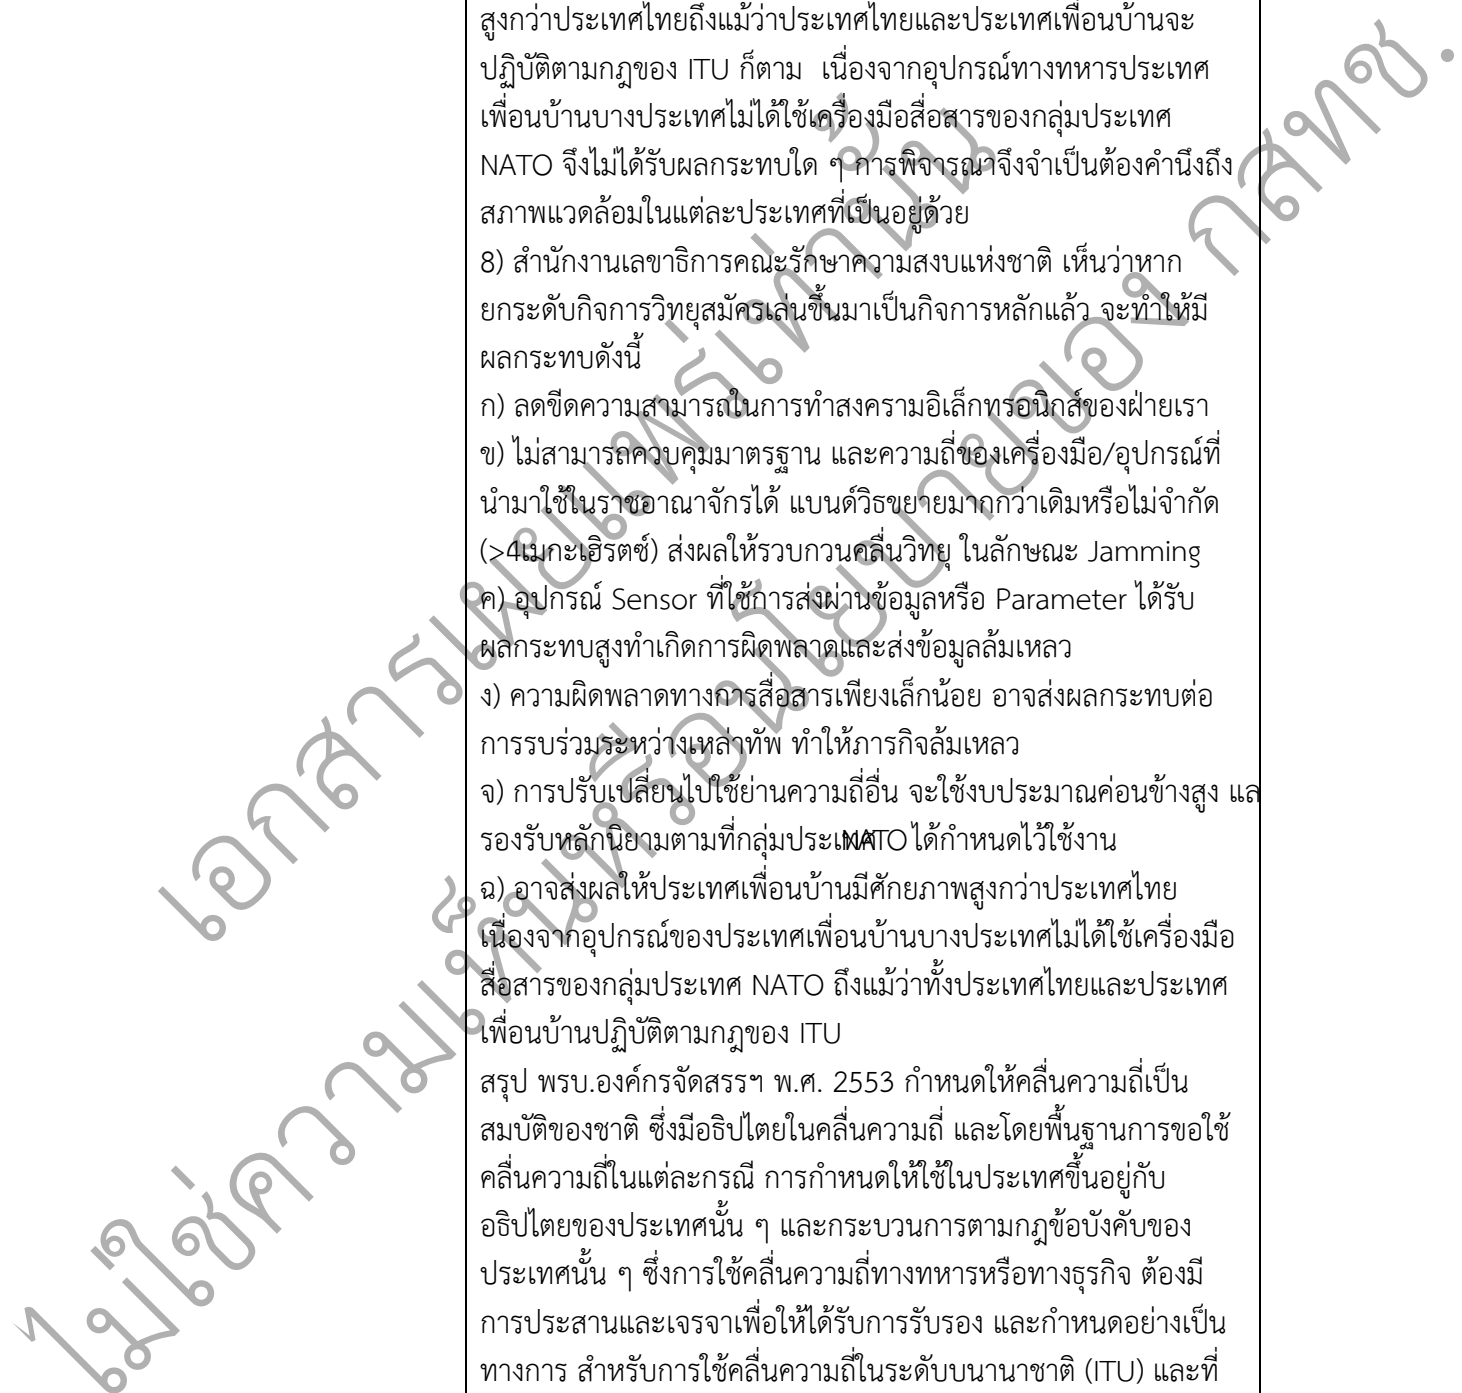 สูงกว่าประเทศไทยถึงแม้ว่าประเทศไทยและประเทศเพื่อนบ้านจะ
ปฏิบัติตามกฎของ ITU ก็ตาม เนื่องจากอุปกรณ์ทางทหารประเทศ
เพื่อนบ้านบางประเทศไม่ได้ใช้เครื่องมือสื่อสารของกลุ่มประเทศ
NATO จึงไม่ได้รับผลกระทบใด ๆ การพิจารณาจึงจำเป็นต้องคำนึงถึง
สภาพแวดล้อมในแต่ละประเทศที่เป็นอยู่ด้วย
8) สำนักงานเลขาธิการคณะรักษาความสงบแห่งชาติ เห็นว่าหาก
ยกระดับกิจการวิทยุสมัครเล่นขึ้นมาเป็นกิจการหลักแล้ว จะทำให้มี
ผลกระทบดังนี้
ก) ลดขีดความสามารถในการทำสงครามอิเล็กทรอนิกส์ของฝ่ายเรา
ข) ไม่สามารถควบคุมมาตรฐาน และความถี่ของเครื่องมือ/อุปกรณ์ที่
นำมาใช้ในราชอาณาจักรได้ แบนด์วิธขยายมากกว่าเดิมหรือไม่จำกัด
(>4เมกะเฮิรตซ์) ส่งผลให้รวบกวนคลื่นวิทยุ ในลักษณะ Jamming
ค) อุปกรณ์ Sensor ที่ใช้การส่งผ่านข้อมูลหรือ Parameter ได้รับ
ผลกระทบสูงทำเกิดการผิดพลาดและส่งข้อมูลล้มเหลว
ง) ความผิดพลาดทางการสื่อสารเพียงเล็กน้อย อาจส่งผลกระทบต่อ
การรบร่วมระหว่างเหล่าทัพ ทำให้ภารกิจล้มเหลว
จ) การปรับเปลี่ยนไปใช้ย่านความถี่อื่น จะใช้งบประมาณค่อนข้างสูง แล
รองรับหลักนิยามตามที่กลุ่มประเทศNATO ได้กำหนดไว้ใช้งาน
ฉ) อาจส่งผลให้ประเทศเพื่อนบ้านมีศักยภาพสูงกว่าประเทศไทย
เนื่องจากอุปกรณ์ของประเทศเพื่อนบ้านบางประเทศไม่ได้ใช้เครื่องมือ
สื่อสารของกลุ่มประเทศ NATO ถึงแม้ว่าทั้งประเทศไทยและประเทศ
เพื่อนบ้านปฏิบัติตามกฎของ ITU
สรุป พรบ.องค์กรจัดสรรฯ พ.ศ. 2553 กำหนดให้คลื่นความถี่เป็น
สมบัติของชาติ ซึ่งมีอธิปไตยในคลื่นความถี่ และโดยพื้นฐานการขอใช้
คลื่นความถี่ในแต่ละกรณี การกำหนดให้ใช้ในประเทศขึ้นอยู่กับ
อธิปไตยของประเทศนั้น ๆ และกระบวนการตามกฎข้อบังคับของ
ประเทศนั้น ๆ ซึ่งการใช้คลื่นความถี่ทางทหารหรือทางธุรกิจ ต้องมี
การประสานและเจรจาเพื่อให้ได้รับการรับรอง และกำหนดอย่างเป็น
ทางการ สำหรับการใช้คลื่นความถี่ในระดับบนานาชาติ (ITU) และที่
เอกสารเผยแพร่เท่านั้น
ไม่ใช่ความเห็นหรือนโยบายของ กสทช.